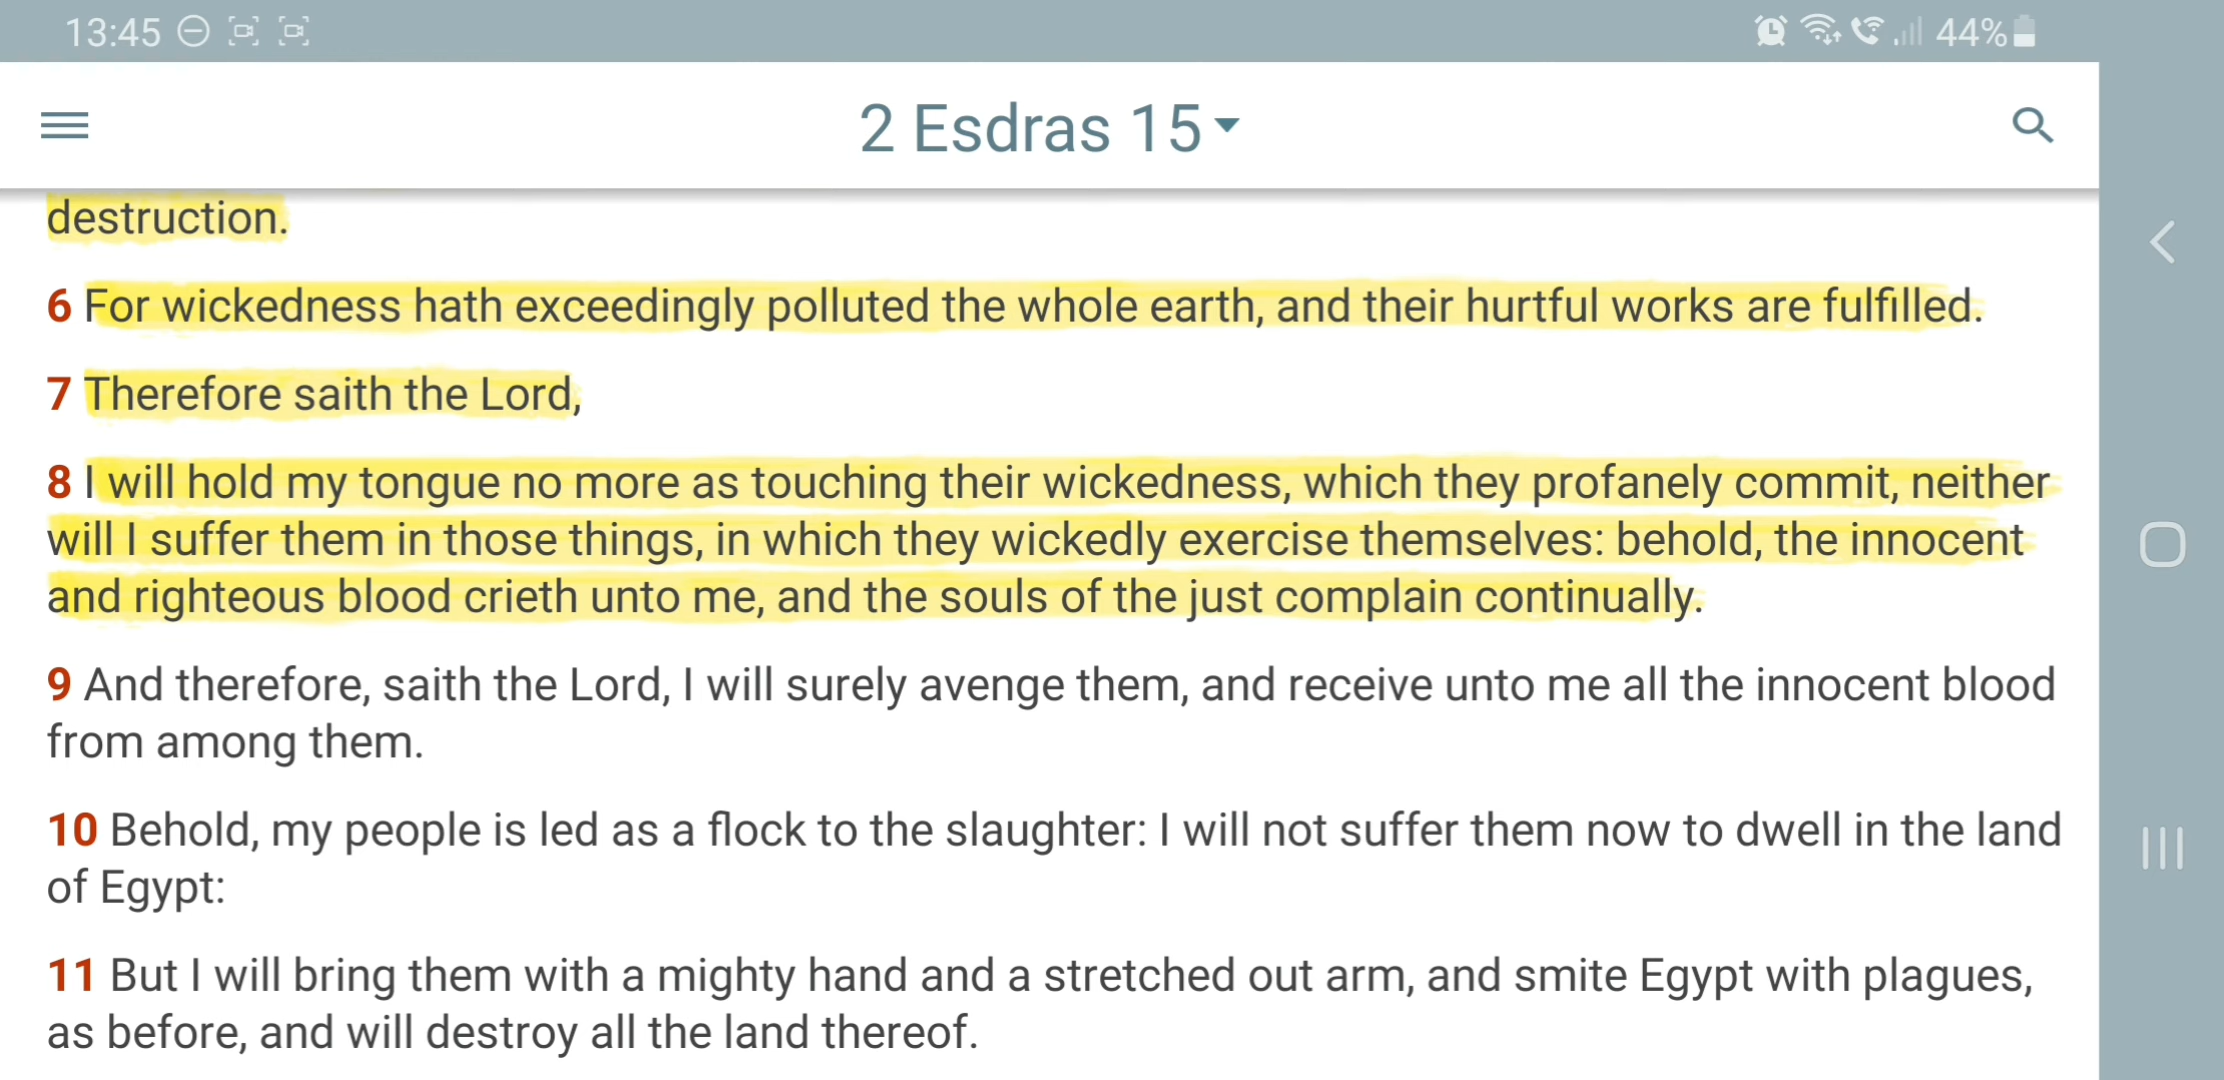 13:45
44%
2 Esdras 15
destruction.
6 For wickedness hath exceedingly polluted the whole earth, and their hurtful works are fulfilled.
7 Therefore saith the Lord,
8 I will hold my tongue no more as touching their wickedness, which they profanely commit, neither
will I suffer them in those things, in which they wickedly exercise themselves: behold, the innocent
and righteous blood crieth unto me, and the souls of the just complain continually.
9 And therefore, saith the Lord, I will surely avenge them, and receive unto me all the innocent blood
from among them.
10 Behold, my people is led as a flock to the slaughter: I will not suffer them now to dwell in the land
of Egypt:
11 But I will bring them with a mighty hand and a stretched out arm, and smite Egypt with plagues,
as before, and will destroy all the land thereof.